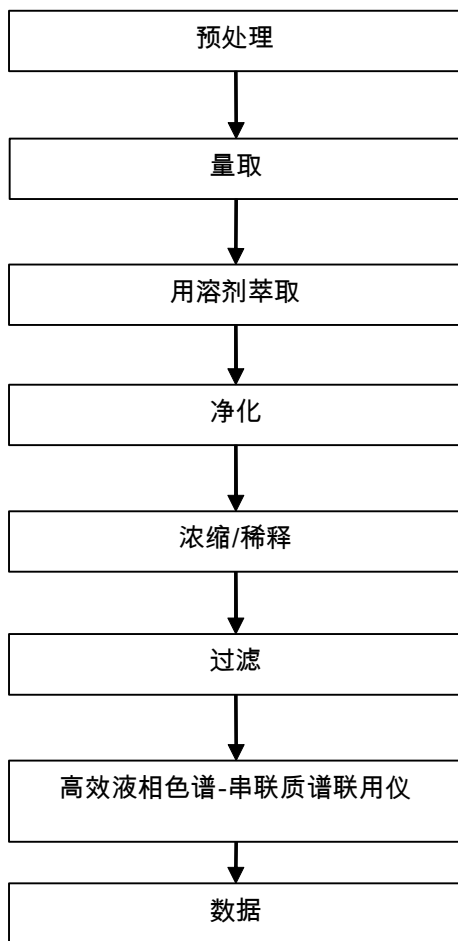 预处理
量取
用溶剂萃取
净化
浓缩/稀释
过滤
高效液相色谱-串联质谱联用仪
数据